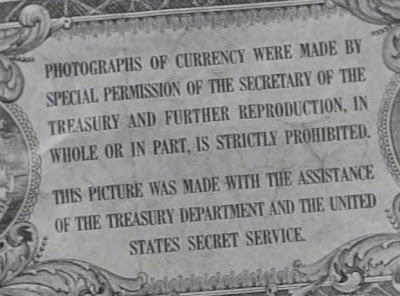 PHOTOGRAPHS OF CURRENCY WERE MADE BY
SPECIAL PERMISSION OF THE SECRETARY OF THE
TREASURY AND FURTHER REPRODUCTION, IN
WHOLE OR IN PART, IS STRICTLY PROHIBITED.
THIS PICTURE WAS MADE WITH THE ASSISTANCE
OF THE TREASURY DEPARTMENT AND THE UNITED
STATES SECRET SERVICE.